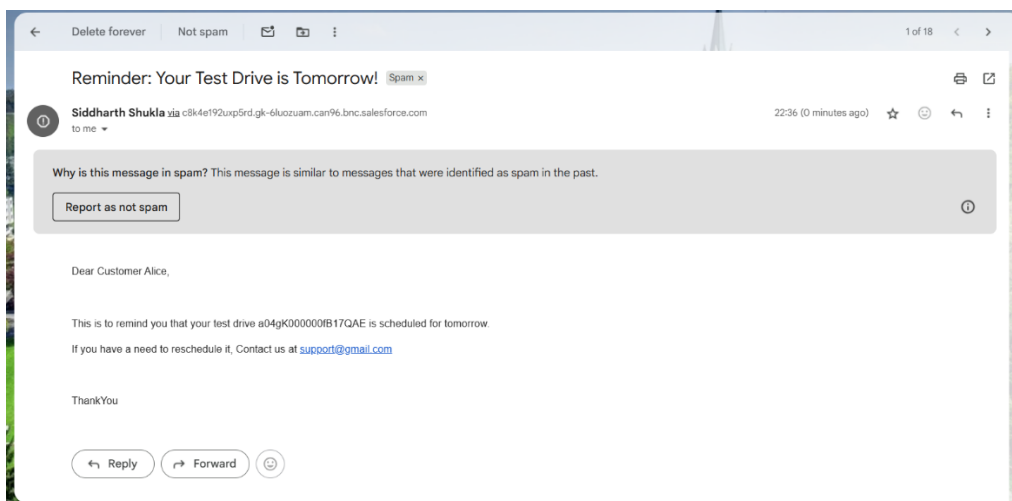 Delete forever Not spam 1 of 18
Reminder: Your Test Drive is Tomorrow! Spam x
Siddharth Shukla via c8k4e192uxp5rd.gk-6luozuam.can96.bnc.salesforce.com 22:36 (0 minutes ago)
to me
Why is this message in spam? This message is similar to messages that were identified as spam in the past.
Report as not spam
Dear Customer Alice,
This is to remind you that your test drive a04gK000000fB17QAE is scheduled for tomorrow.
If you have a need to reschedule it, Contact us at support@gmail.com
ThankYou
Reply Forward